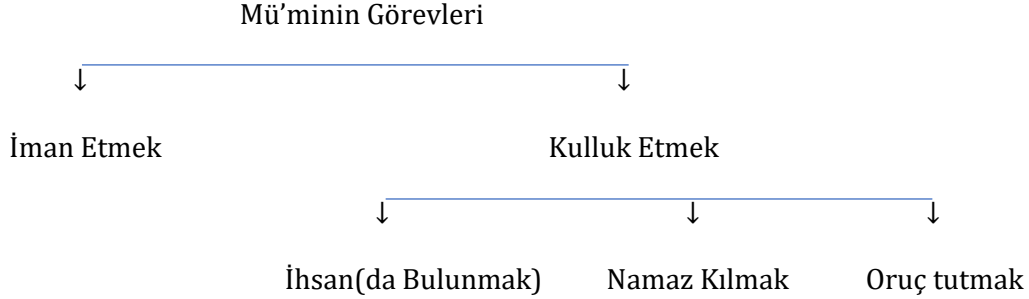 Mü’minin Görevleri
↓ ↓
İman Etmek Kulluk Etmek
↓ ↓ ↓
İhsan(da Bulunmak) Namaz Kılmak Oruç tutmak